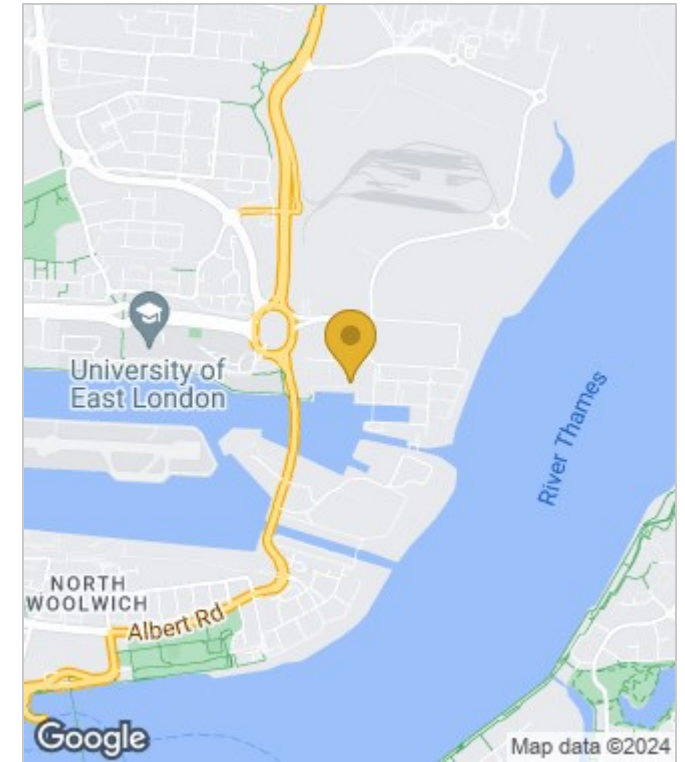 University of
East London
River Thames
NORTH
WOOLWICH
Albert Rd
Google
Map data ©2024